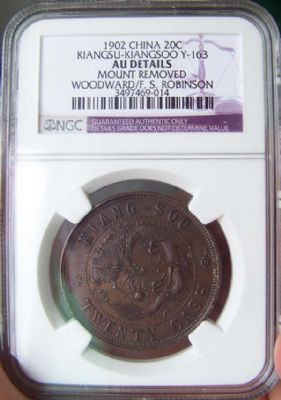 1902 CHINA 20C
KIANGSU-KIANGSOO Y-163
AU DETAILS
MOUNT REMOVED
WOODWARD/F. S. ROBINSON
3497469-014
NGC
GUARANTEED AUTHENTIC ONLY
DETAILS GRADE DOES NOT DETERMINE VALUE
KIANG-SOO
TWENTY CASH